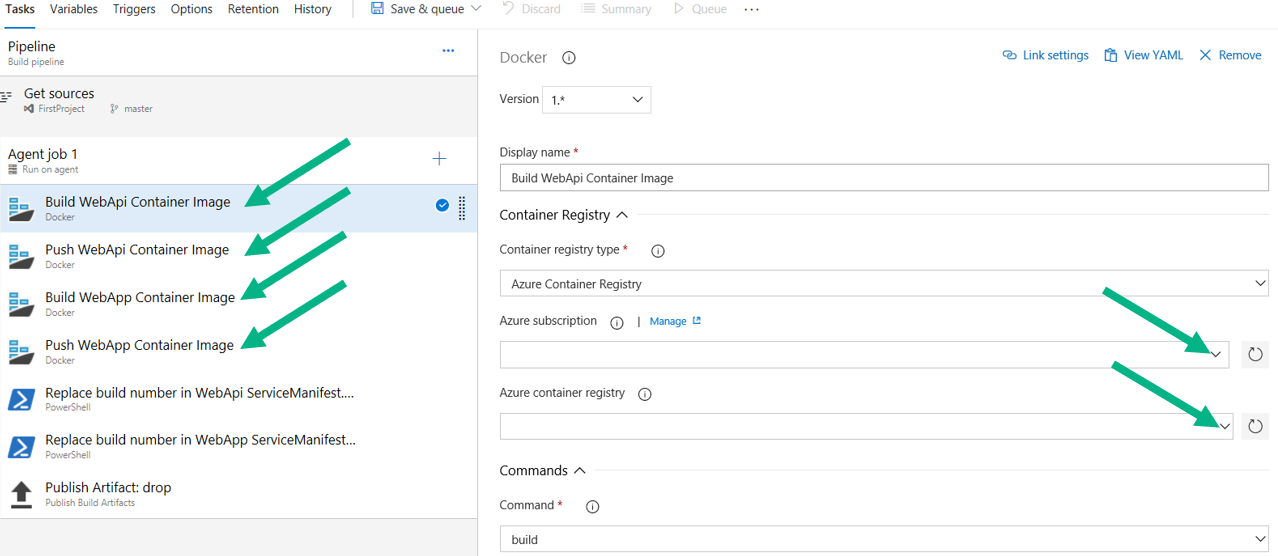 Tasks Variables Triggers Options Retention History Save & queue Discard Summary Queue ...
Pipeline
Build pipeline
Get sources
FirstProject master
Agent job 1
Run on agent
Build WebApi Container Image
Docker
Push WebApi Container Image
Docker
Build WebApp Container Image
Docker
Push WebApp Container Image
Docker
Replace build number in WebApi ServiceManifest....
PowerShell
Replace build number in WebApp ServiceManifest...
PowerShell
Publish Artifact: drop
Publish Build Artifacts
Docker Link settings View YAML Remove
Version 1.*
Display name *
Build WebApi Container Image
Container Registry
Container registry type *
Azure Container Registry
Azure subscription | Manage
Azure container registry
Commands
Command *
build